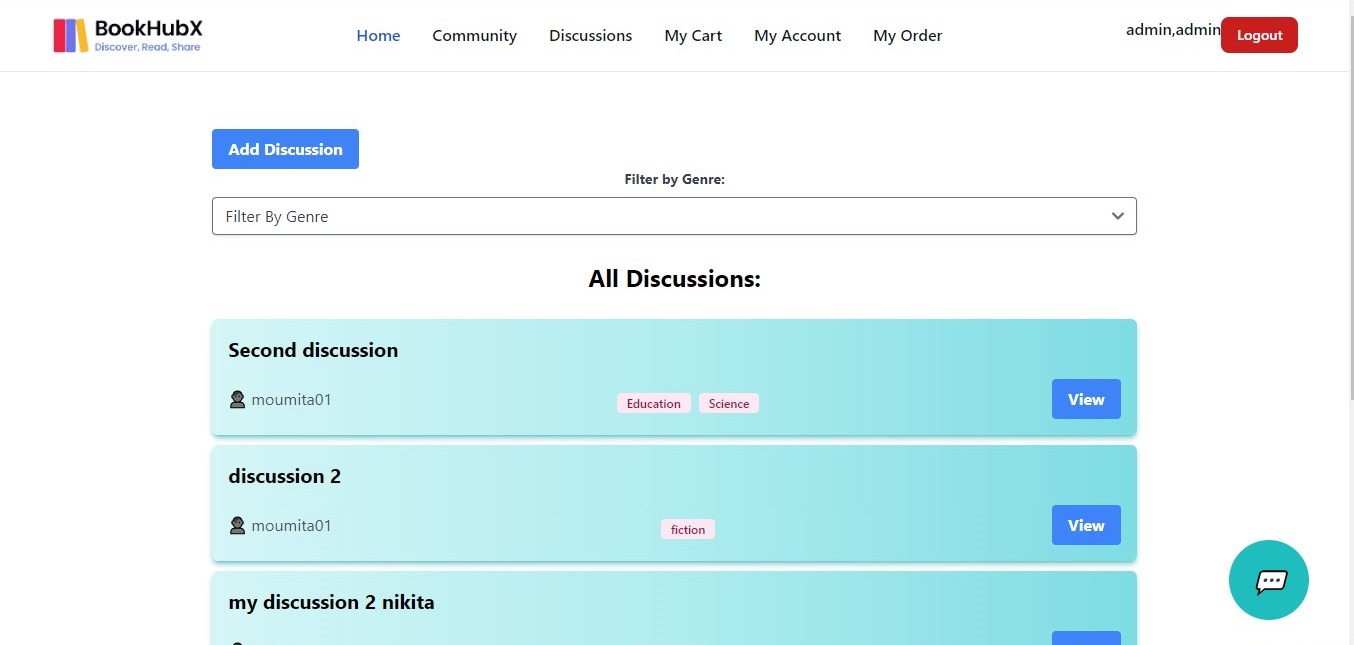 BookHubX
Discover, Read, Share
Home Community Discussions My Cart My Account My Order
admin,admin
Logout
Add Discussion
Filter by Genre:
Filter By Genre
All Discussions:
Second discussion
moumita01 Education Science View
discussion 2
moumita01 fiction View
my discussion 2 nikita